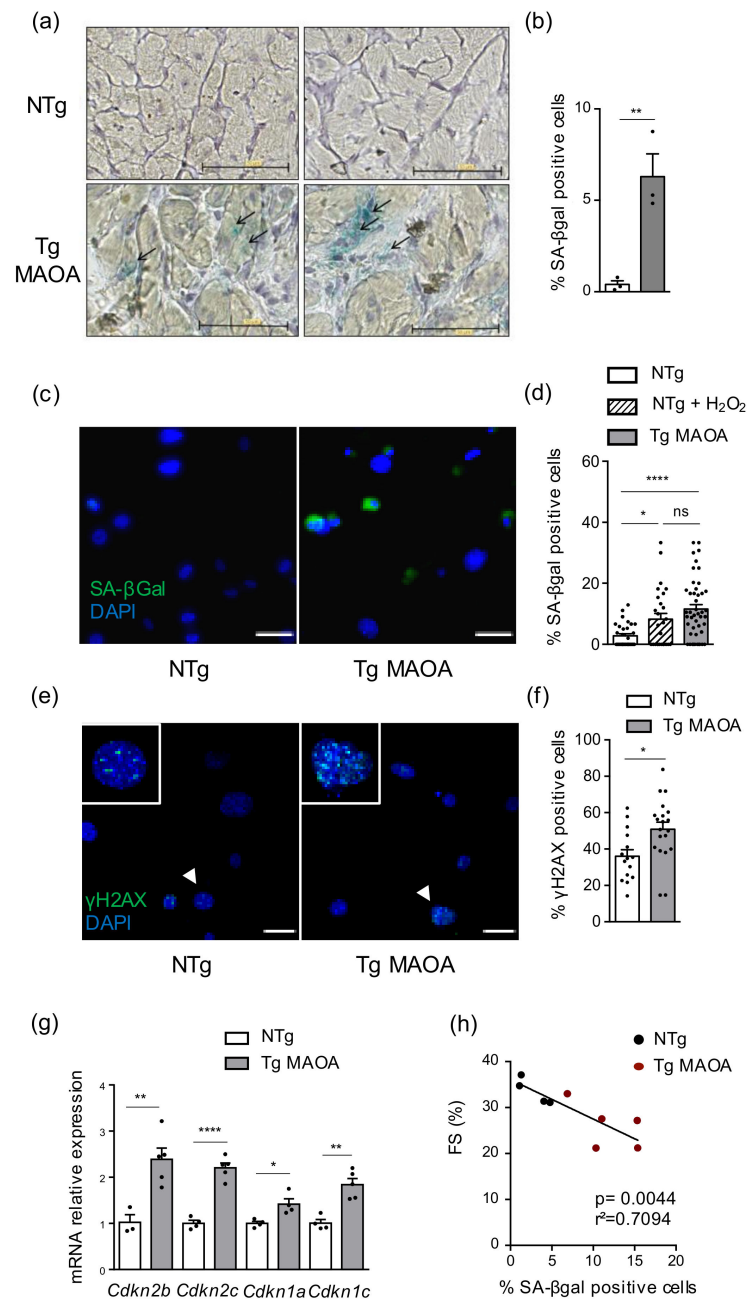 (a)
NTg
Tg
MAOA
(b)
% SA-βgal positive cells
10
5
0
**
(c)
SA-βGal
DAPI
NTg
Tg MAOA
(d)
NTg
NTg + H₂O₂
Tg MAOA
% SA-βgal positive cells
60
40
20
0
****
*
ns
(e)
γH2AX
DAPI
NTg
Tg MAOA
(f)
NTg
Tg MAOA
% γH2AX positive cells
100
80
60
40
20
0
*
(g)
NTg
Tg MAOA
mRNA relative expression
4
3
2
1
0
**
****
*
**
Cdkn2b Cdkn2c Cdkn1a Cdkn1c
(h)
NTg
Tg MAOA
FS (%)
40
30
20
10
0
p= 0.0044
r²=0.7094
0 5 10 15 20
% SA-βgal positive cells